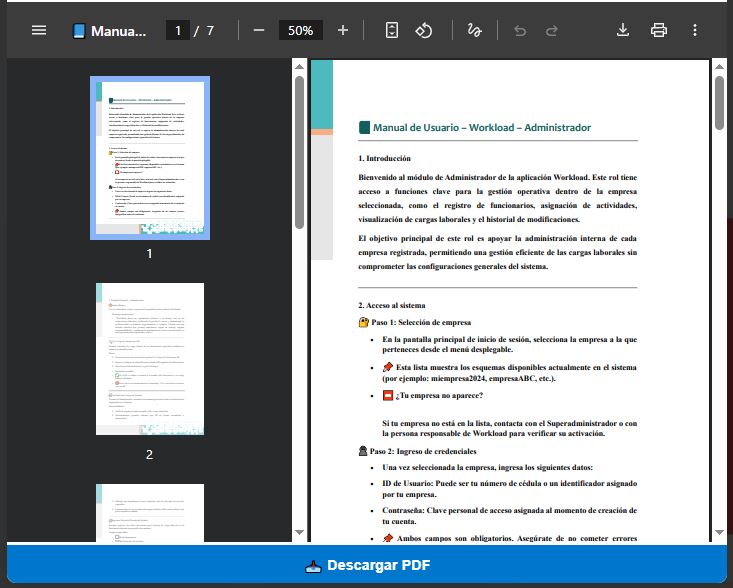 Manua...
1 / 7
50%
Manual de Usuario – Workload – Administrador
1. Introducción
Bienvenido al módulo de Administrador de la aplicación Workload. Este rol tiene
acceso a funciones clave para la gestión operativa dentro de la empresa
seleccionada, como el registro de funcionarios, asignación de actividades,
visualización de cargas laborales y el historial de modificaciones.
El objetivo principal de este rol es apoyar la administración interna de cada
empresa registrada, permitiendo una gestión eficiente de las cargas laborales sin
comprometer las configuraciones generales del sistema.
2. Acceso al sistema
Paso 1: Selección de empresa
• En la pantalla principal de inicio de sesión, selecciona la empresa a la que
perteneces desde el menú desplegable.
• Esta lista muestra los esquemas disponibles actualmente en el sistema
(por ejemplo: miempresa2024, empresaABC, etc.).
• ¿Tu empresa no aparece?
Si tu empresa no está en la lista, contacta con el Superadministrador o con
la persona responsable de Workload para verificar su activación.
Paso 2: Ingreso de credenciales
• Una vez seleccionada la empresa, ingresa los siguientes datos:
• ID de Usuario: Puede ser tu número de cédula o un identificador asignado
por tu empresa.
• Contraseña: Clave personal de acceso asignada al momento de creación de
tu cuenta.
• Ambos campos son obligatorios. Asegúrate de no cometer errores
1
2
Descargar PDF